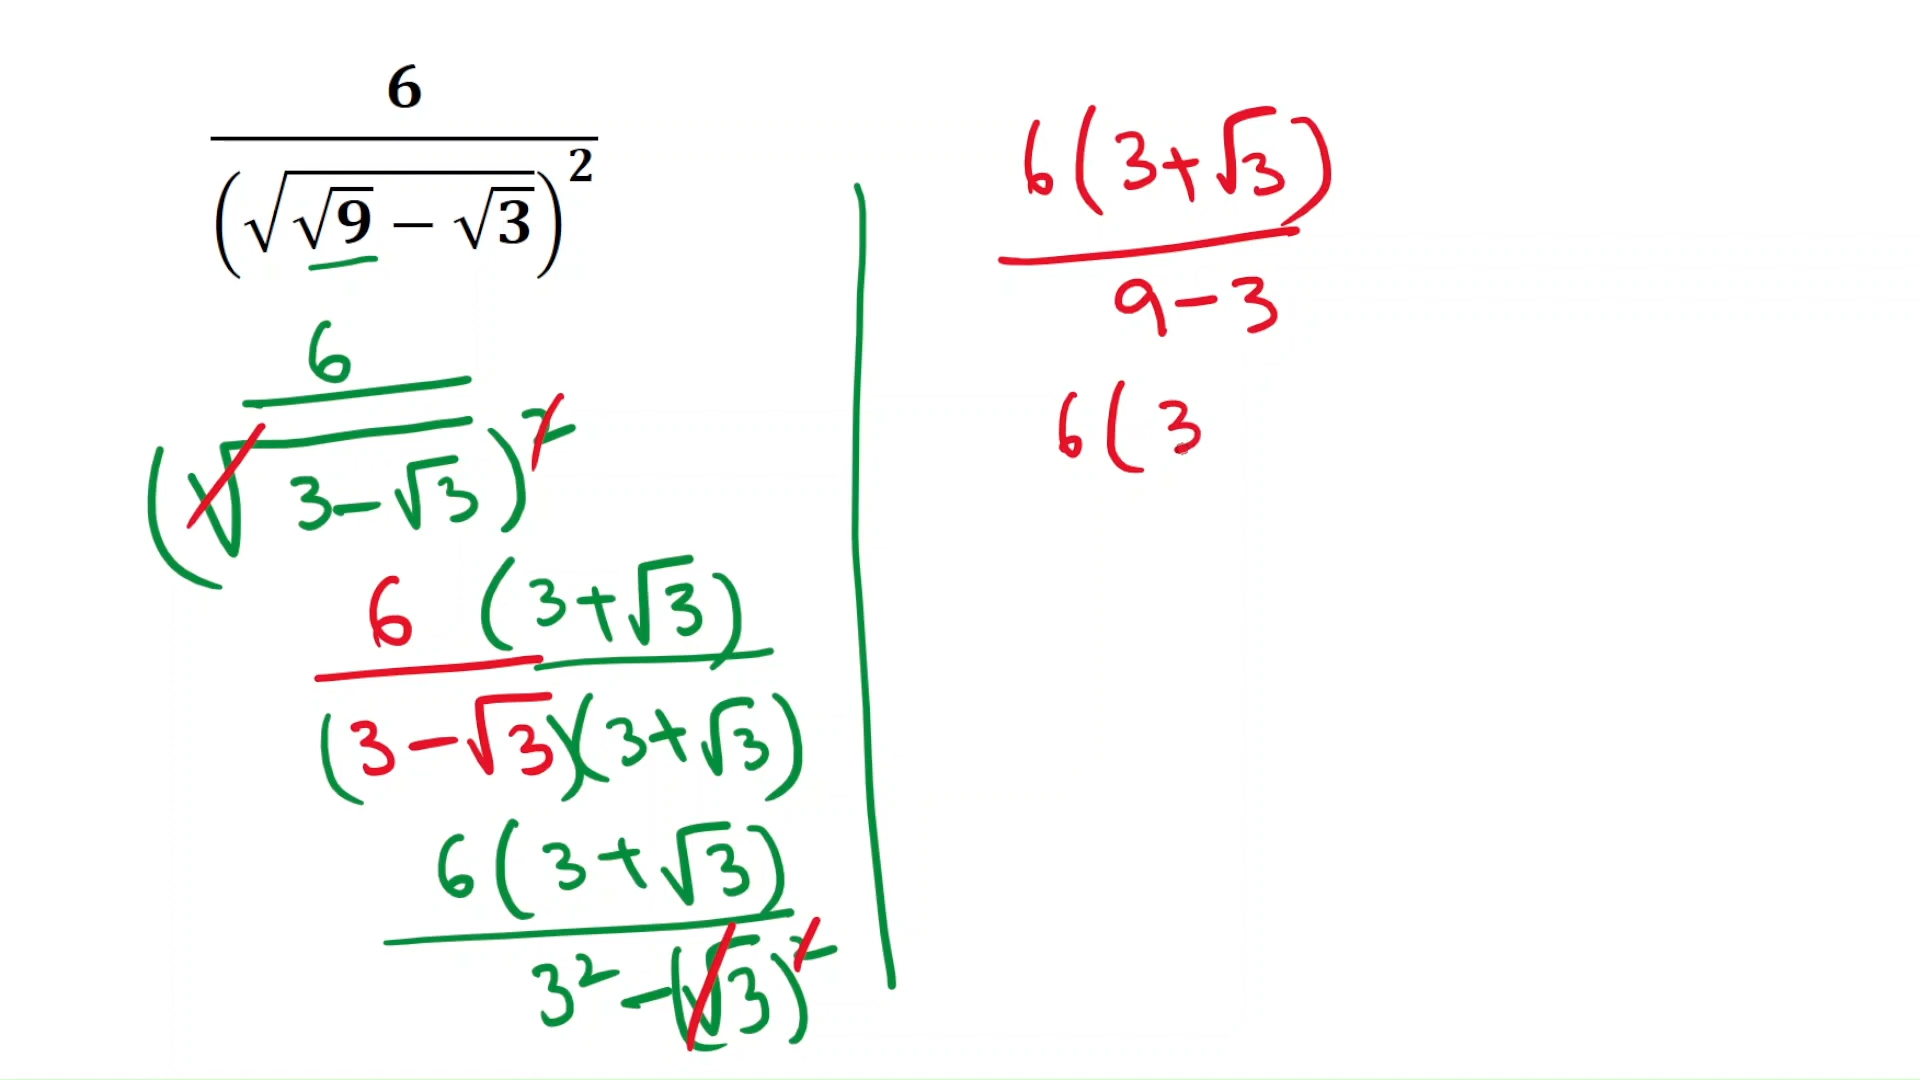 6
(√(√9 − √3))²
6
(√(3 − √3))²
6 (3 + √3)
(3 − √3)(3 + √3)
6 (3 + √3)
3² − (√3)²
6 (3 + √3)
9 − 3
6 ( 3